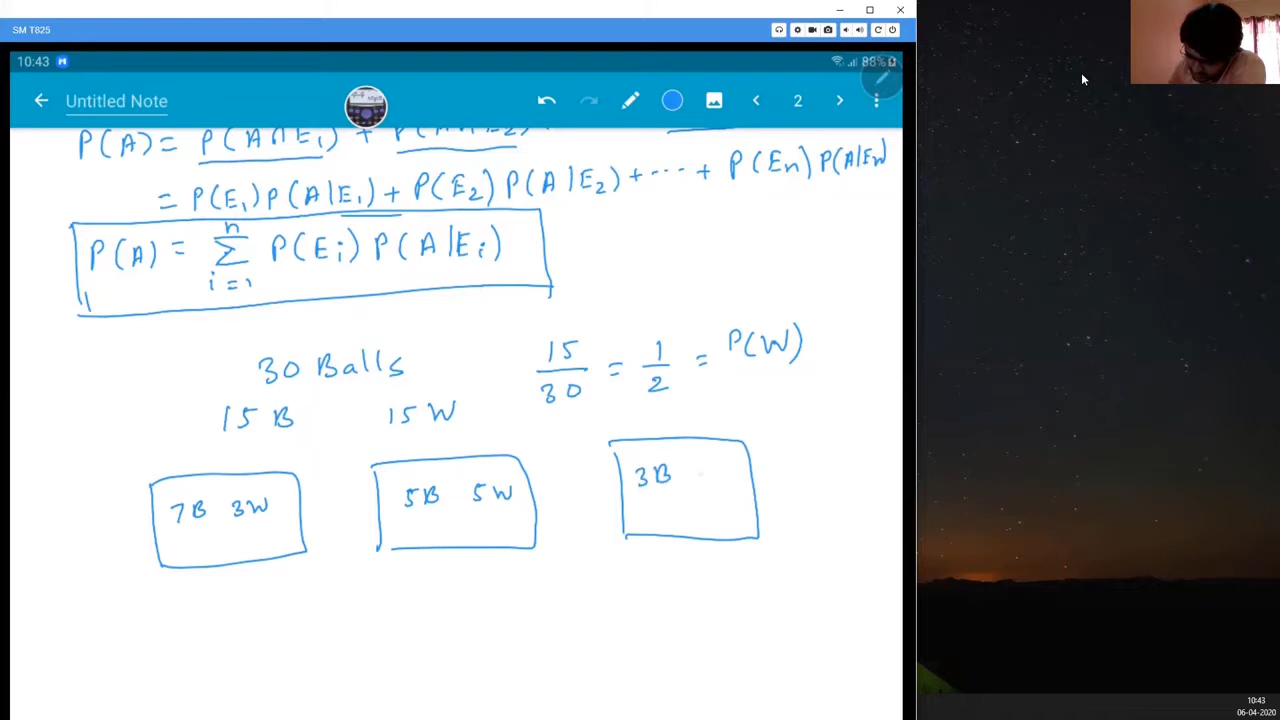 SM T825
10:43 88%
Untitled Note 2
P(A) = P(A∩E₁) + P(A∩E₂)
= P(E₁)P(A|E₁) + P(E₂)P(A|E₂) + ··· + P(Eₙ)P(A|Eₙ)
P(A) = n∑i=1 P(Eᵢ)P(A|Eᵢ)
30 Balls 15/30 = 1/2 = P(W)
15 B 15 W
7B 3W 5B 5W 3B
10:43
06-04-2020